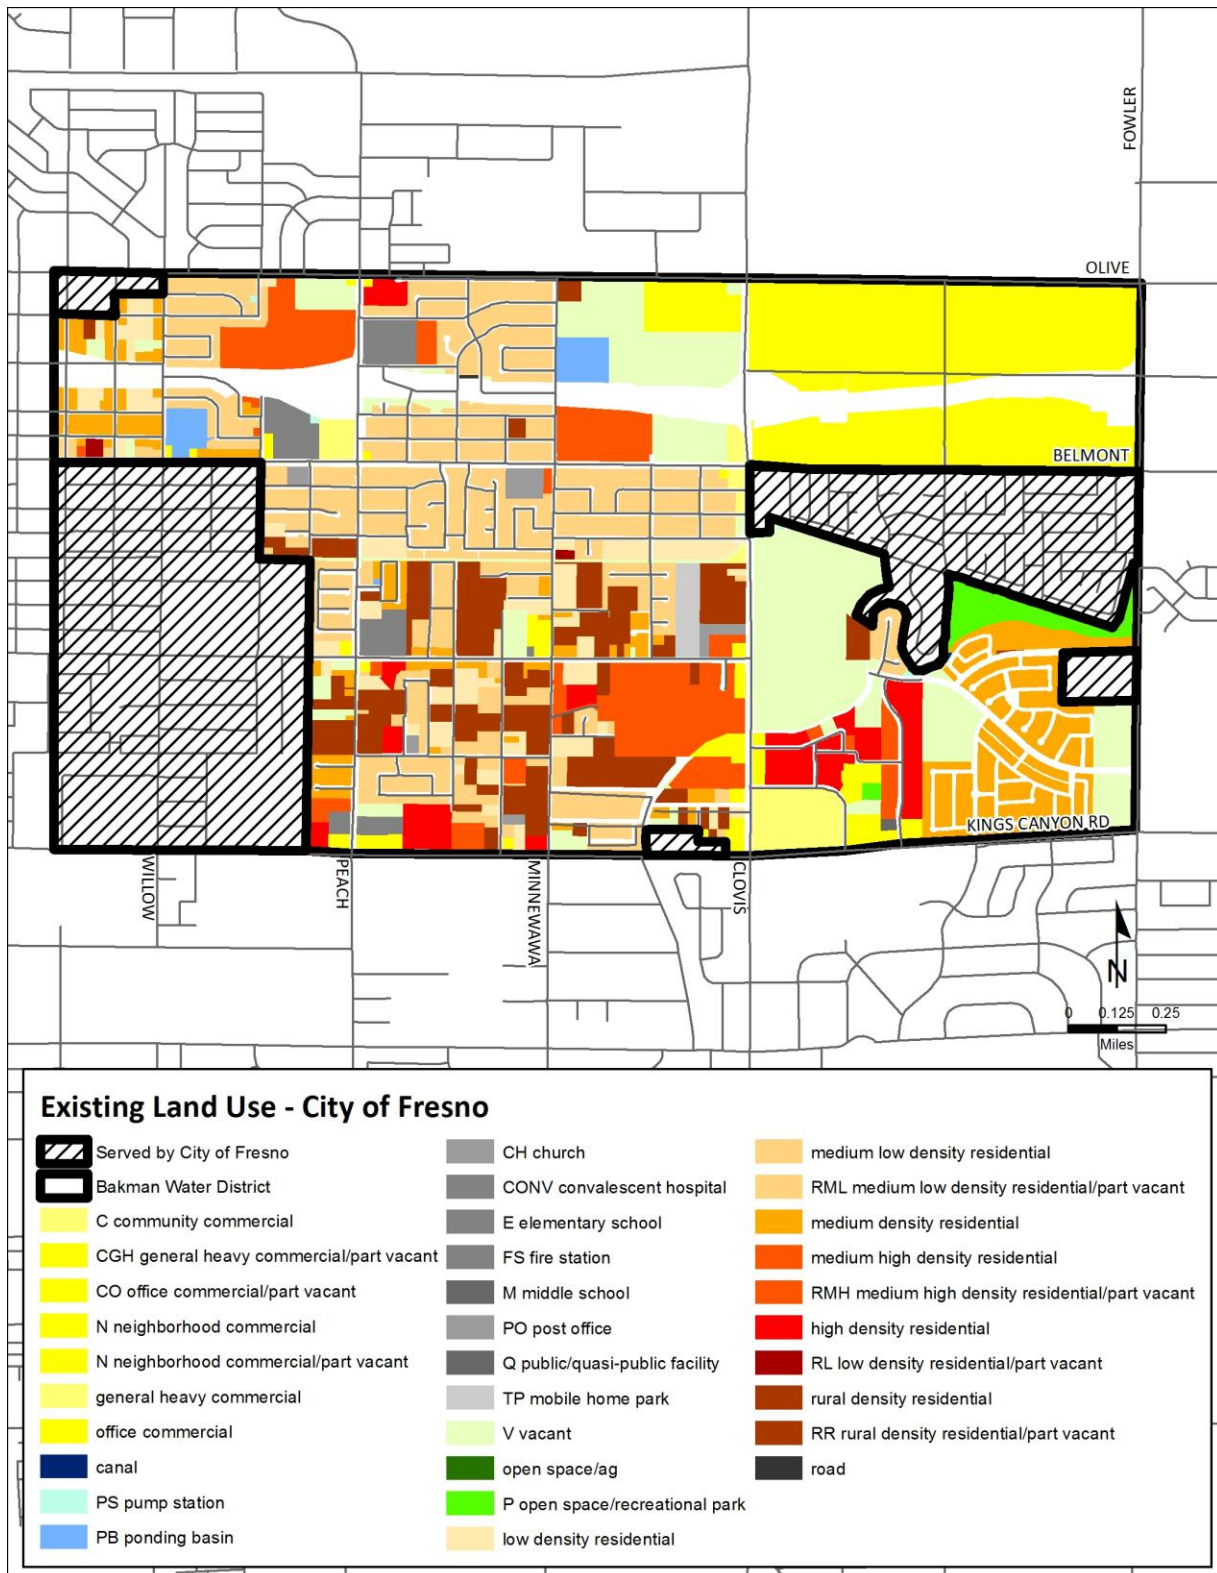 FOWLER
OLIVE
BELMONT
KINGS CANYON RD
WILLOW
PEACH
MINNEWAWA
CLOVIS
N
0 0.125 0.25
Miles
Existing Land Use - City of Fresno
Served by City of Fresno
Bakman Water District
C community commercial
CGH general heavy commercial/part vacant
CO office commercial/part vacant
N neighborhood commercial
N neighborhood commercial/part vacant
general heavy commercial
office commercial
canal
PS pump station
PB ponding basin
CH church
CONV convalescent hospital
E elementary school
FS fire station
M middle school
PO post office
Q public/quasi-public facility
TP mobile home park
V vacant
open space/ag
P open space/recreational park
low density residential
medium low density residential
RML medium low density residential/part vacant
medium density residential
medium high density residential
RMH medium high density residential/part vacant
high density residential
RL low density residential/part vacant
rural density residential
RR rural density residential/part vacant
road